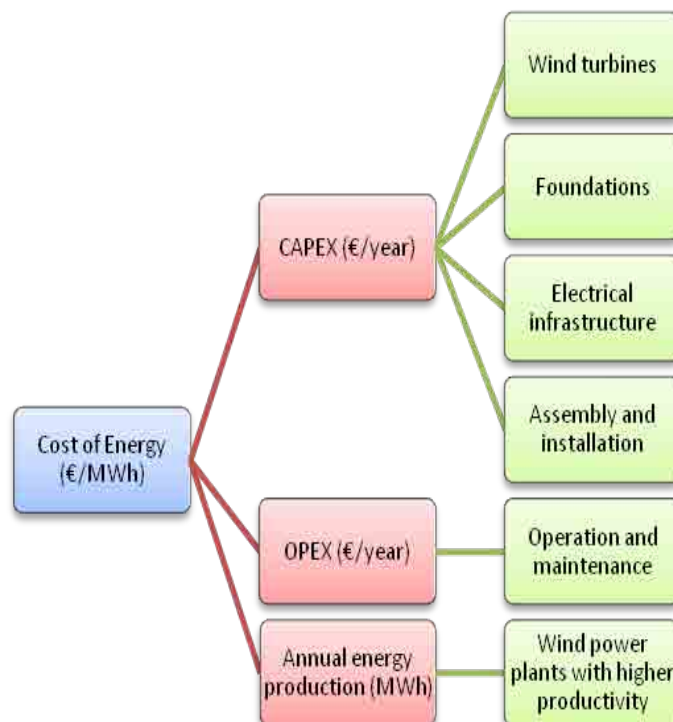 Wind turbines
Foundations
CAPEX (€/year)
Electrical
infrastructure
Assembly and
installation
Cost of Energy
(€/MWh)
OPEX (€/year)
Operation and
maintenance
Annual energy
production (MWh)
Wind power
plants with higher
productivity